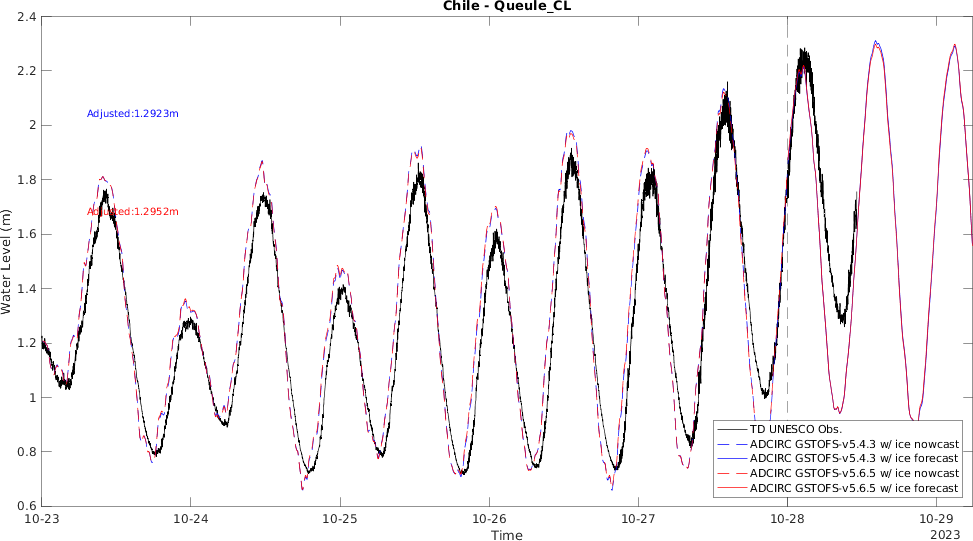 Chile - Queule_CL
2.4
2.2
2
1.8
1.6
1.4
1.2
1
0.8
0.6
Water Level (m)
Adjusted:1.2923m
Adjusted:1.2952m
TD UNESCO Obs.
ADCIRC GSTOFS-v5.4.3 w/ ice nowcast
ADCIRC GSTOFS-v5.4.3 w/ ice forecast
ADCIRC GSTOFS-v5.6.5 w/ ice nowcast
ADCIRC GSTOFS-v5.6.5 w/ ice forecast
10-23 10-24 10-25 10-26 10-27 10-28 10-29
Time
2023